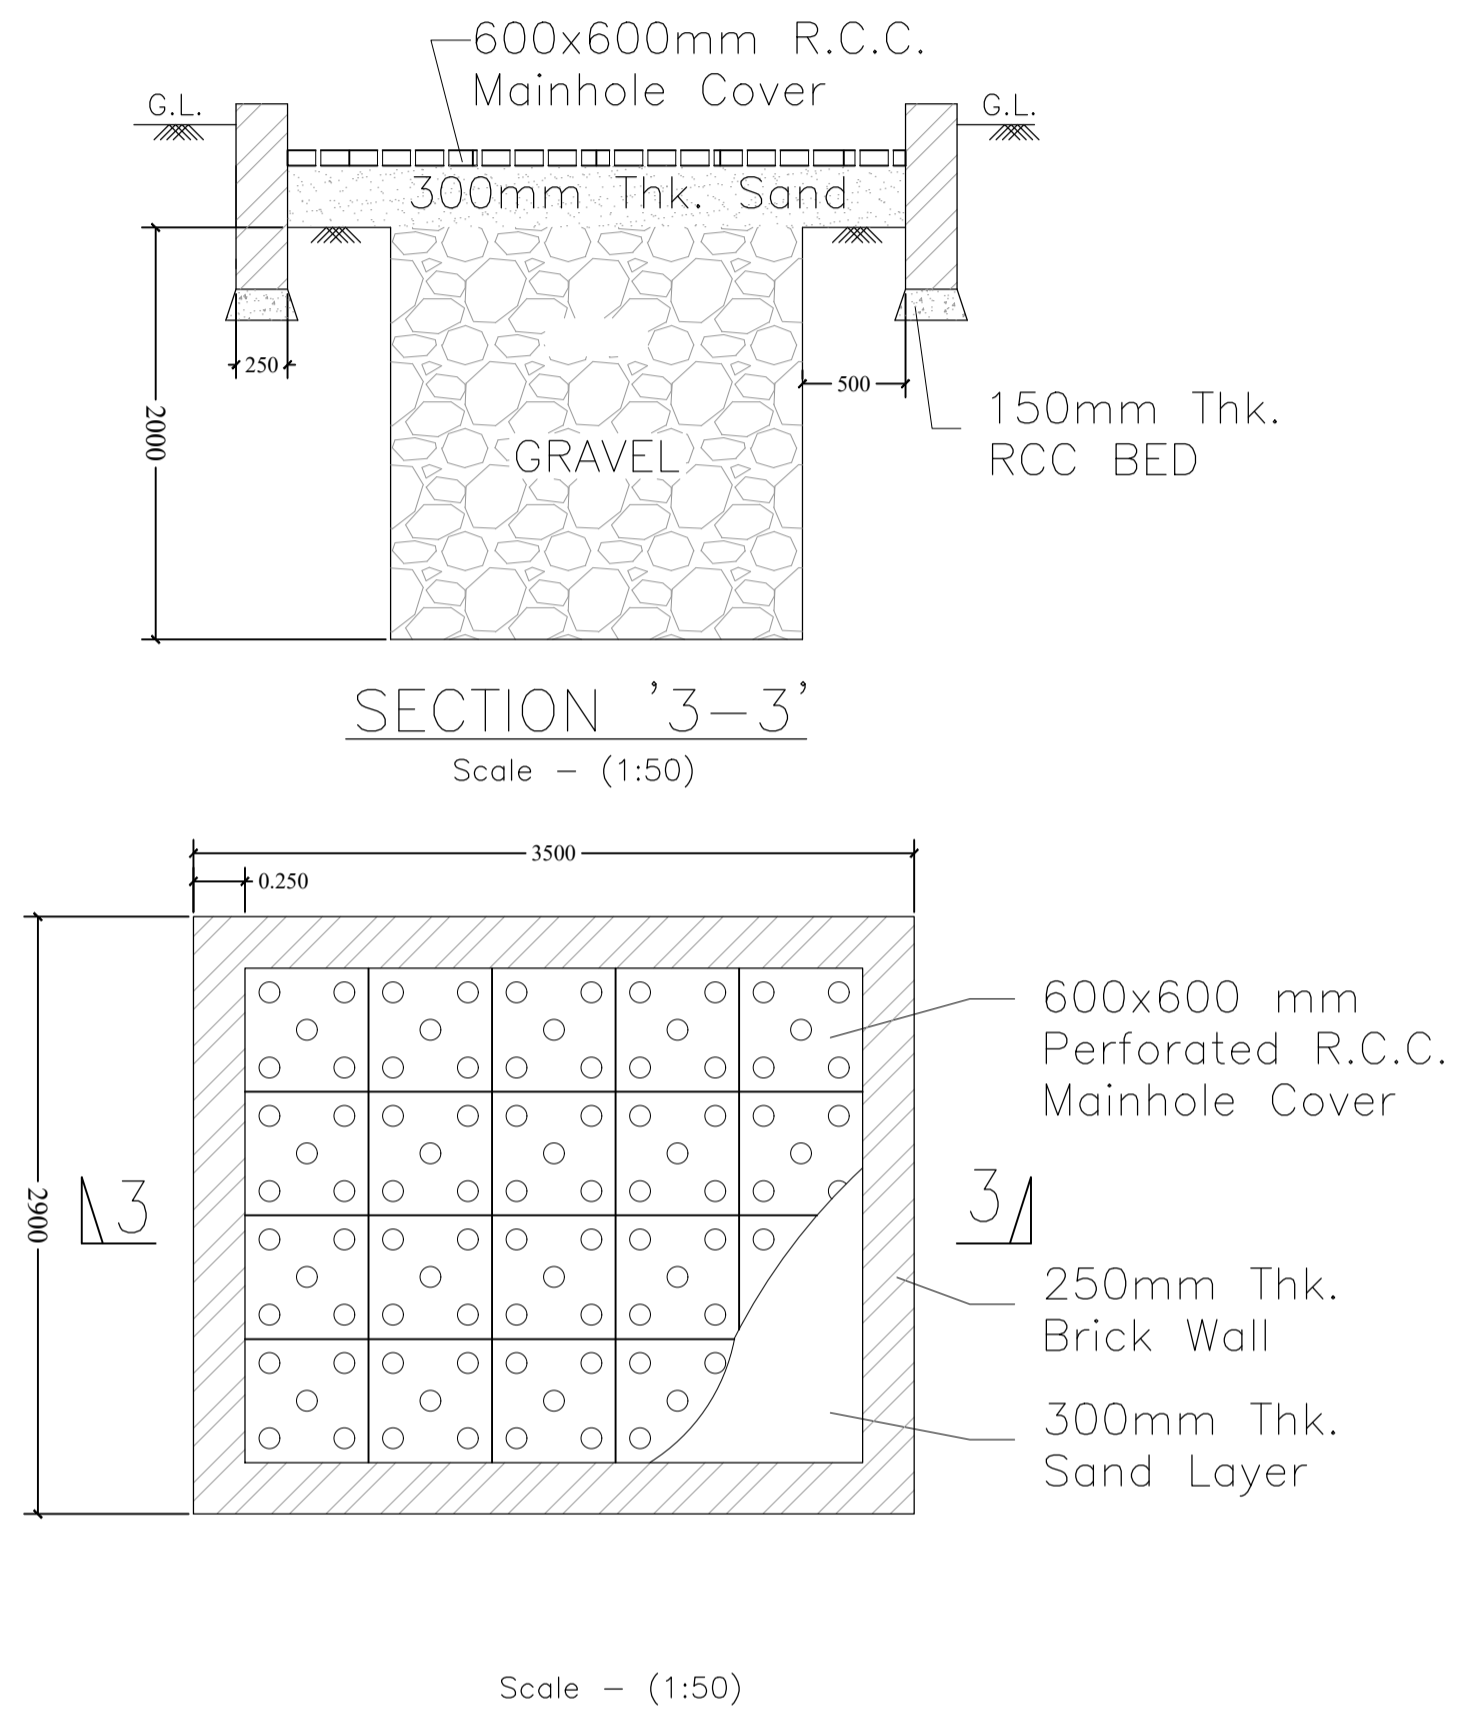 600x600mm R.C.C.
Mainhole Cover
G.L.
G.L.
300mm Thk. Sand
250
500
2000
150mm Thk.
RCC BED
GRAVEL
SECTION '3-3'
Scale - (1:50)
3500
0.250
600x600 mm
Perforated R.C.C.
Mainhole Cover
2900
3
3
250mm Thk.
Brick Wall
300mm Thk.
Sand Layer
Scale - (1:50)